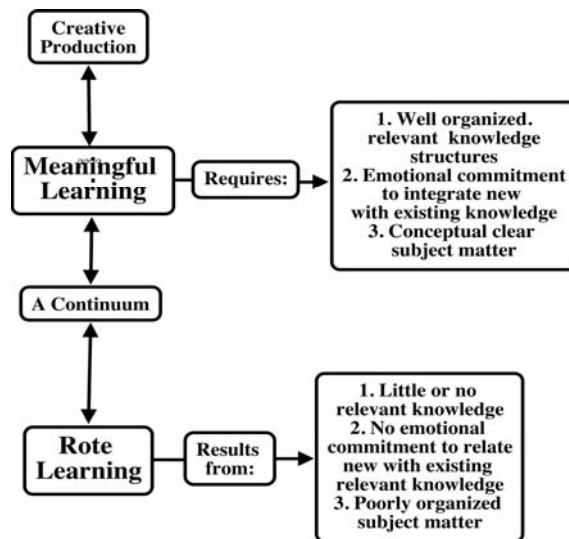 Creative
Production
Meaningful
Learning
Requires:
1. Well organized.
relevant knowledge
structures
2. Emotional commitment
to integrate new
with existing knowledge
3. Conceptual clear
subject matter
A Continuum
Rote
Learning
Results
from:
1. Little or no
relevant knowledge
2. No emotional
commitment to relate
new with existing
relevant knowledge
3. Poorly organized
subject matter